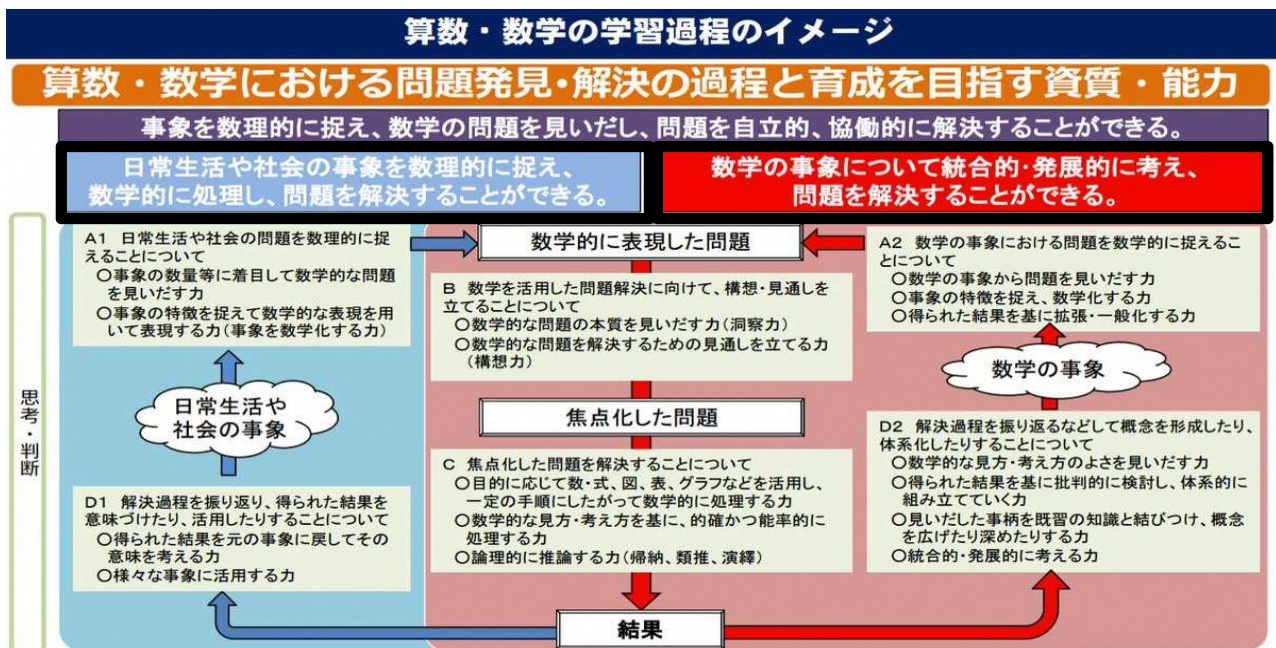 算数・数学の学習過程のイメージ
算数・数学における問題発見・解決の過程と育成を目指す資質・能力
事象を数理的に捉え、数学の問題を見いだし、問題を自立的、協働的に解決することができる。
日常生活や社会の事象を数理的に捉え、
数学的に処理し、問題を解決することができる。
数学の事象について統合的・発展的に考え、
問題を解決することができる。
思考・判断
A1 日常生活や社会の問題を数理的に捉
えることについて
○事象の数量等に着目して数学的な問題
を見いだす力
○事象の特徴を捉えて数学的な表現を用
いて表現する力(事象を数学化する力)
日常生活や
社会の事象
D1 解決過程を振り返り、得られた結果を
意味づけたり、活用したりすることについて
○得られた結果を元の事象に戻してその
意味を考える力
○様々な事象に活用する力
数学的に表現した問題
B 数学を活用した問題解決に向けて、構想・見通しを
立てることについて
○数学的な問題の本質を見いだす力(洞察力)
○数学的な問題を解決するための見通しを立てる力
(構想力)
焦点化した問題
C 焦点化した問題を解決することについて
○目的に応じて数・式、図、表、グラフなどを活用し、
一定の手順にしたがって数学的に処理する力
○数学的な見方・考え方を基に、的確かつ能率的に
処理する力
○論理的に推論する力(帰納、類推、演繹)
結果
A2 数学の事象における問題を数学的に捉えるこ
とについて
○数学の事象から問題を見いだす力
○事象の特徴を捉え、数学化する力
○得られた結果を基に拡張・一般化する力
数学の事象
D2 解決過程を振り返るなどして概念を形成したり、
体系化したりすることについて
○数学的な見方・考え方のよさを見いだす力
○得られた結果を基に批判的に検討し、体系的に
組み立てていく力
○見いだした事柄を既習の知識と結びつけ、概念
を広げたり深めたりする力
○統合的・発展的に考える力